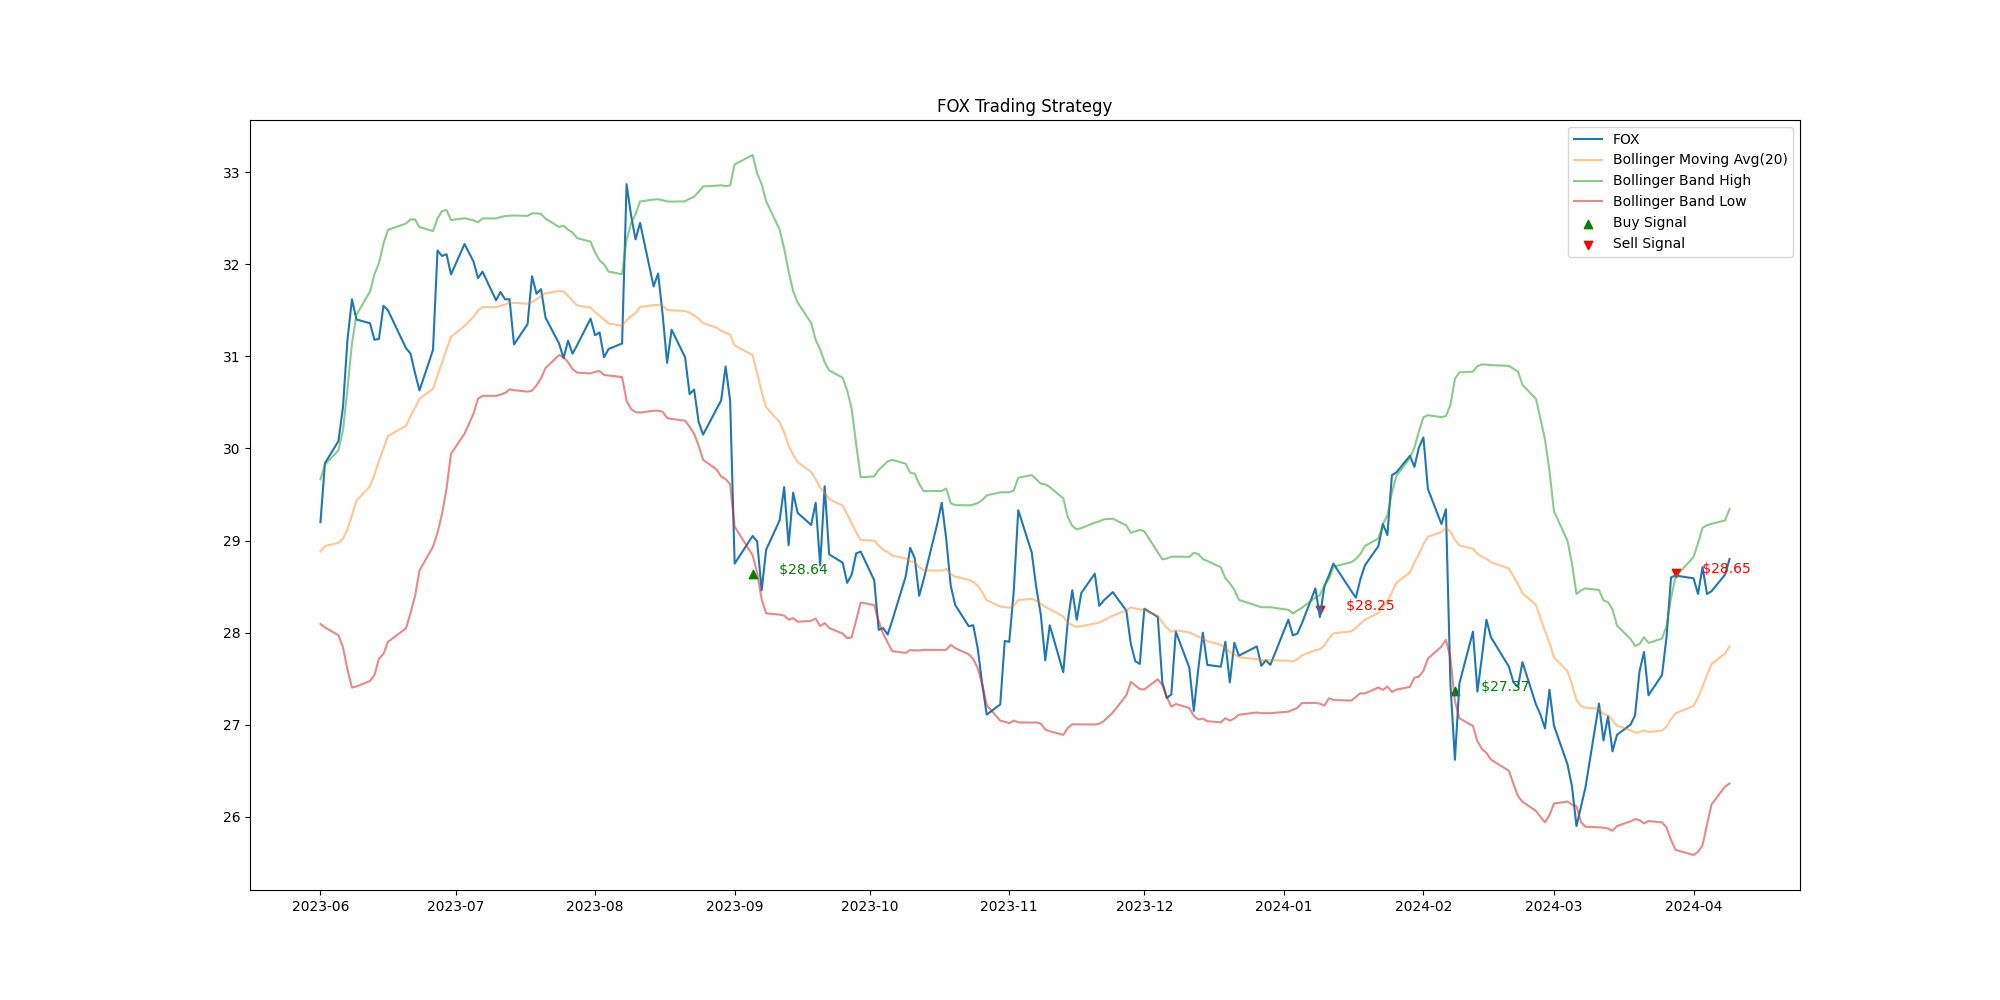 FOX Trading Strategy
FOX
Bollinger Moving Avg(20)
Bollinger Band High
Bollinger Band Low
Buy Signal
Sell Signal
33
32
31
30
29
28
27
26
$28.64
$28.25
$27.37
$28.65
2023-06 2023-07 2023-08 2023-09 2023-10 2023-11 2023-12 2024-01 2024-02 2024-03 2024-04